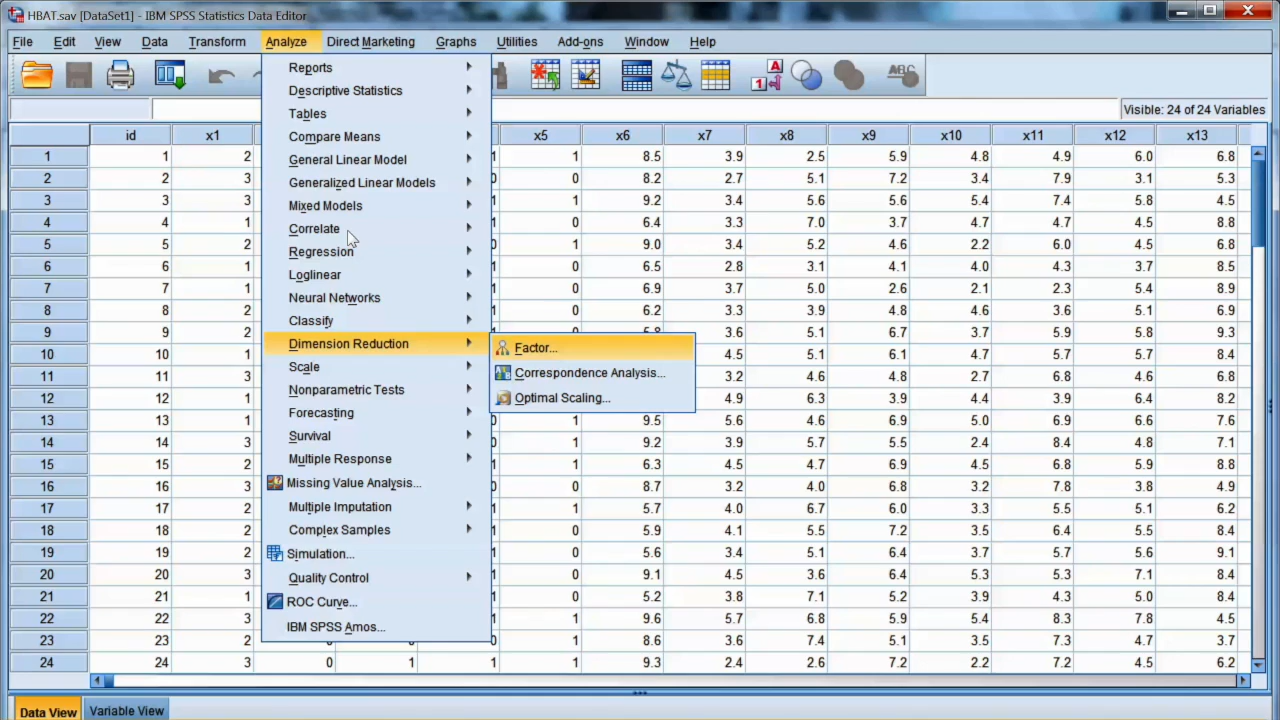 HBAT.sav [DataSet1] - IBM SPSS Statistics Data Editor
File Edit View Data Transform Analyze Direct Marketing Graphs Utilities Add-ons Window Help
Visible: 24 of 24 Variables
id x1 x5 x6 x7 x8 x9 x10 x11 x12 x13
Reports
Descriptive Statistics
Tables
Compare Means
General Linear Model
Generalized Linear Models
Mixed Models
Correlate
Regression
Loglinear
Neural Networks
Classify
Dimension Reduction
Scale
Nonparametric Tests
Forecasting
Survival
Multiple Response
Missing Value Analysis...
Multiple Imputation
Complex Samples
Simulation...
Quality Control
ROC Curve...
IBM SPSS Amos...
Factor...
Correspondence Analysis...
Optimal Scaling...
1 1 2 1 1 8.5 3.9 2.5 5.9 4.8 4.9 6.0 6.8
2 2 3 0 0 8.2 2.7 5.1 7.2 3.4 7.9 3.1 5.3
3 3 3 1 1 9.2 3.4 5.6 5.6 5.4 7.4 5.8 4.5
4 4 1 1 0 6.4 3.3 7.0 3.7 4.7 4.7 4.5 8.8
5 5 2 0 1 9.0 3.4 5.2 4.6 2.2 6.0 4.5 6.8
6 6 1 1 0 6.5 2.8 3.1 4.1 4.0 4.3 3.7 8.5
7 7 1 1 0 6.9 3.7 5.0 2.6 2.1 2.3 5.4 8.9
8 8 2 1 0 6.2 3.3 3.9 4.8 4.6 3.6 5.1 6.9
9 9 2 1 0 5.8 3.6 5.1 6.7 3.7 5.9 5.8 9.3
10 10 1 4.5 5.1 6.1 4.7 5.7 5.7 8.4
11 11 3 3.2 4.6 4.8 2.7 6.8 4.6 6.8
12 12 1 4.9 6.3 3.9 4.4 3.9 6.4 8.2
13 13 1 0 1 9.5 5.6 4.6 6.9 5.0 6.9 6.6 7.6
14 14 3 1 1 9.2 3.9 5.7 5.5 2.4 8.4 4.8 7.1
15 15 2 1 1 6.3 4.5 4.7 6.9 4.5 6.8 5.9 8.8
16 16 3 1 0 8.7 3.2 4.0 6.8 3.2 7.8 3.8 4.9
17 17 2 1 1 5.7 4.0 6.7 6.0 3.3 5.5 5.1 6.2
18 18 2 1 0 5.9 4.1 5.5 7.2 3.5 6.4 5.5 8.4
19 19 2 1 0 5.6 3.4 5.1 6.4 3.7 5.7 5.6 9.1
20 20 3 1 0 9.1 4.5 3.6 6.4 5.3 5.3 7.1 8.4
21 21 1 1 0 5.2 3.8 7.1 5.2 3.9 4.3 5.0 8.4
22 22 3 1 1 9.6 5.7 6.8 5.9 5.4 8.3 7.8 4.5
23 23 2 0 8.6 3.6 7.4 5.1 3.5 7.3 4.7 3.7
24 24 3 0 1 1 1 9.3 2.4 2.6 7.2 2.2 7.2 4.5 6.2
Data View Variable View